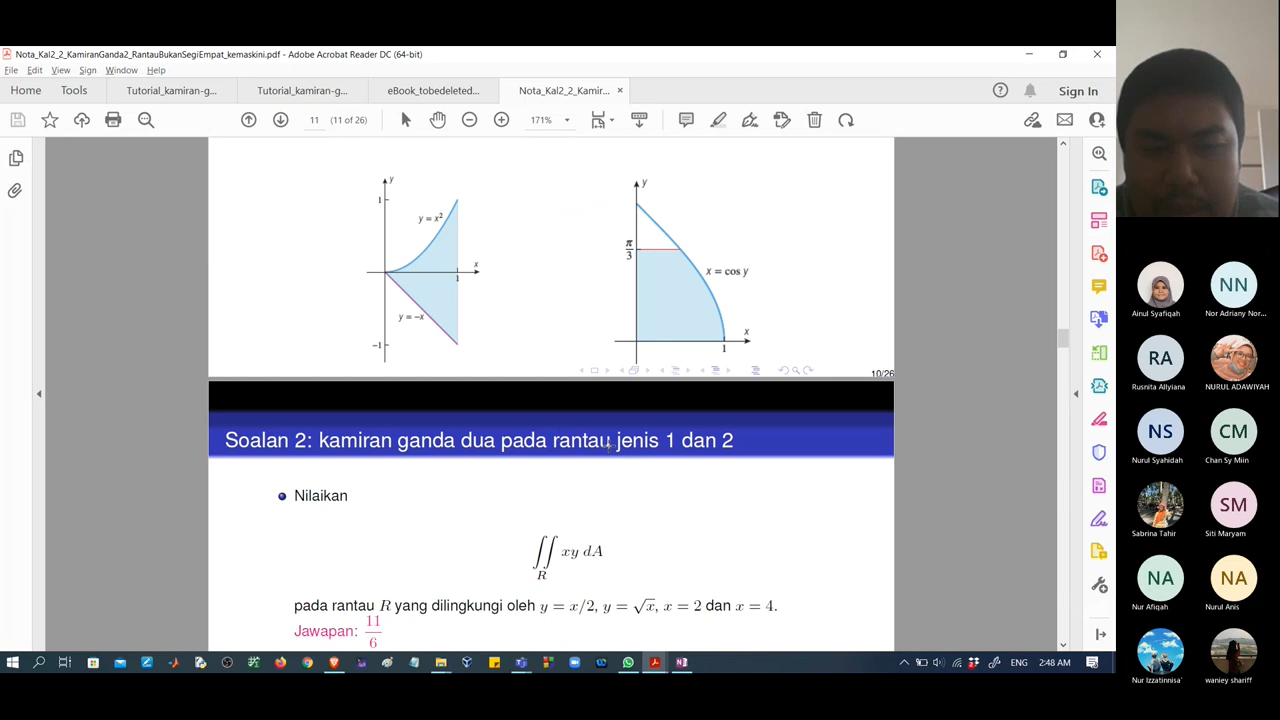 Nota_Kal2_2_KamiranGanda2_RantauBukanSegiEmpat_kemaskini.pdf - Adobe Acrobat Reader DC (64-bit)
File Edit View Sign Window Help
Home Tools Tutorial_kamiran-g... Tutorial_kamiran-g... eBook_tobedeleted... Nota_Kal2_2_Kamir... × Sign In
11 (11 of 26) 171%
y
1
y = x²
x
1
y = −x
−1
y
π/3
x = cos y
x
1
10/26
Soalan 2: kamiran ganda dua pada rantau jenis 1 dan 2
Nilaikan
∬_R xy dA
pada rantau R yang dilingkungi oleh y = x/2, y = √x, x = 2 dan x = 4.
Jawapan: 11/6
Ainul Syafiqah
NN
Nor Adriany Nor...
RA
Rusnita Allyiana
NURUL ADAWIYAH
NS
Nurul Syahidah
CM
Chan Sy Miin
Sabrina Tahir
SM
Siti Maryam
NA
Nur Afiqah
NA
Nurul Anis
Nur Izzatinnisa'
waniey shariff
ENG 2:48 AM